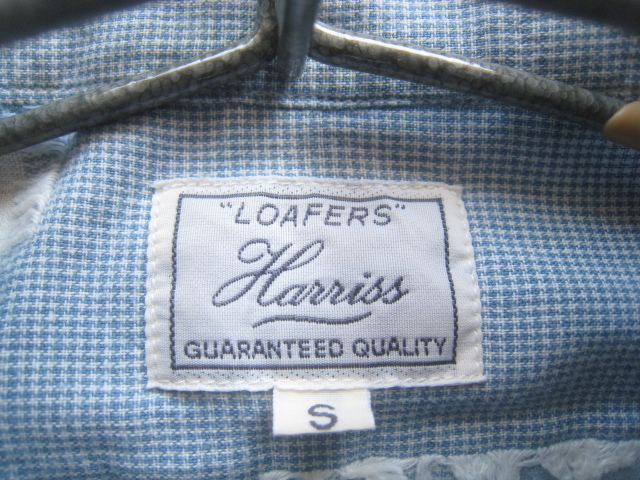 "LOAFERS"
Harriss
GUARANTEED QUALITY
S